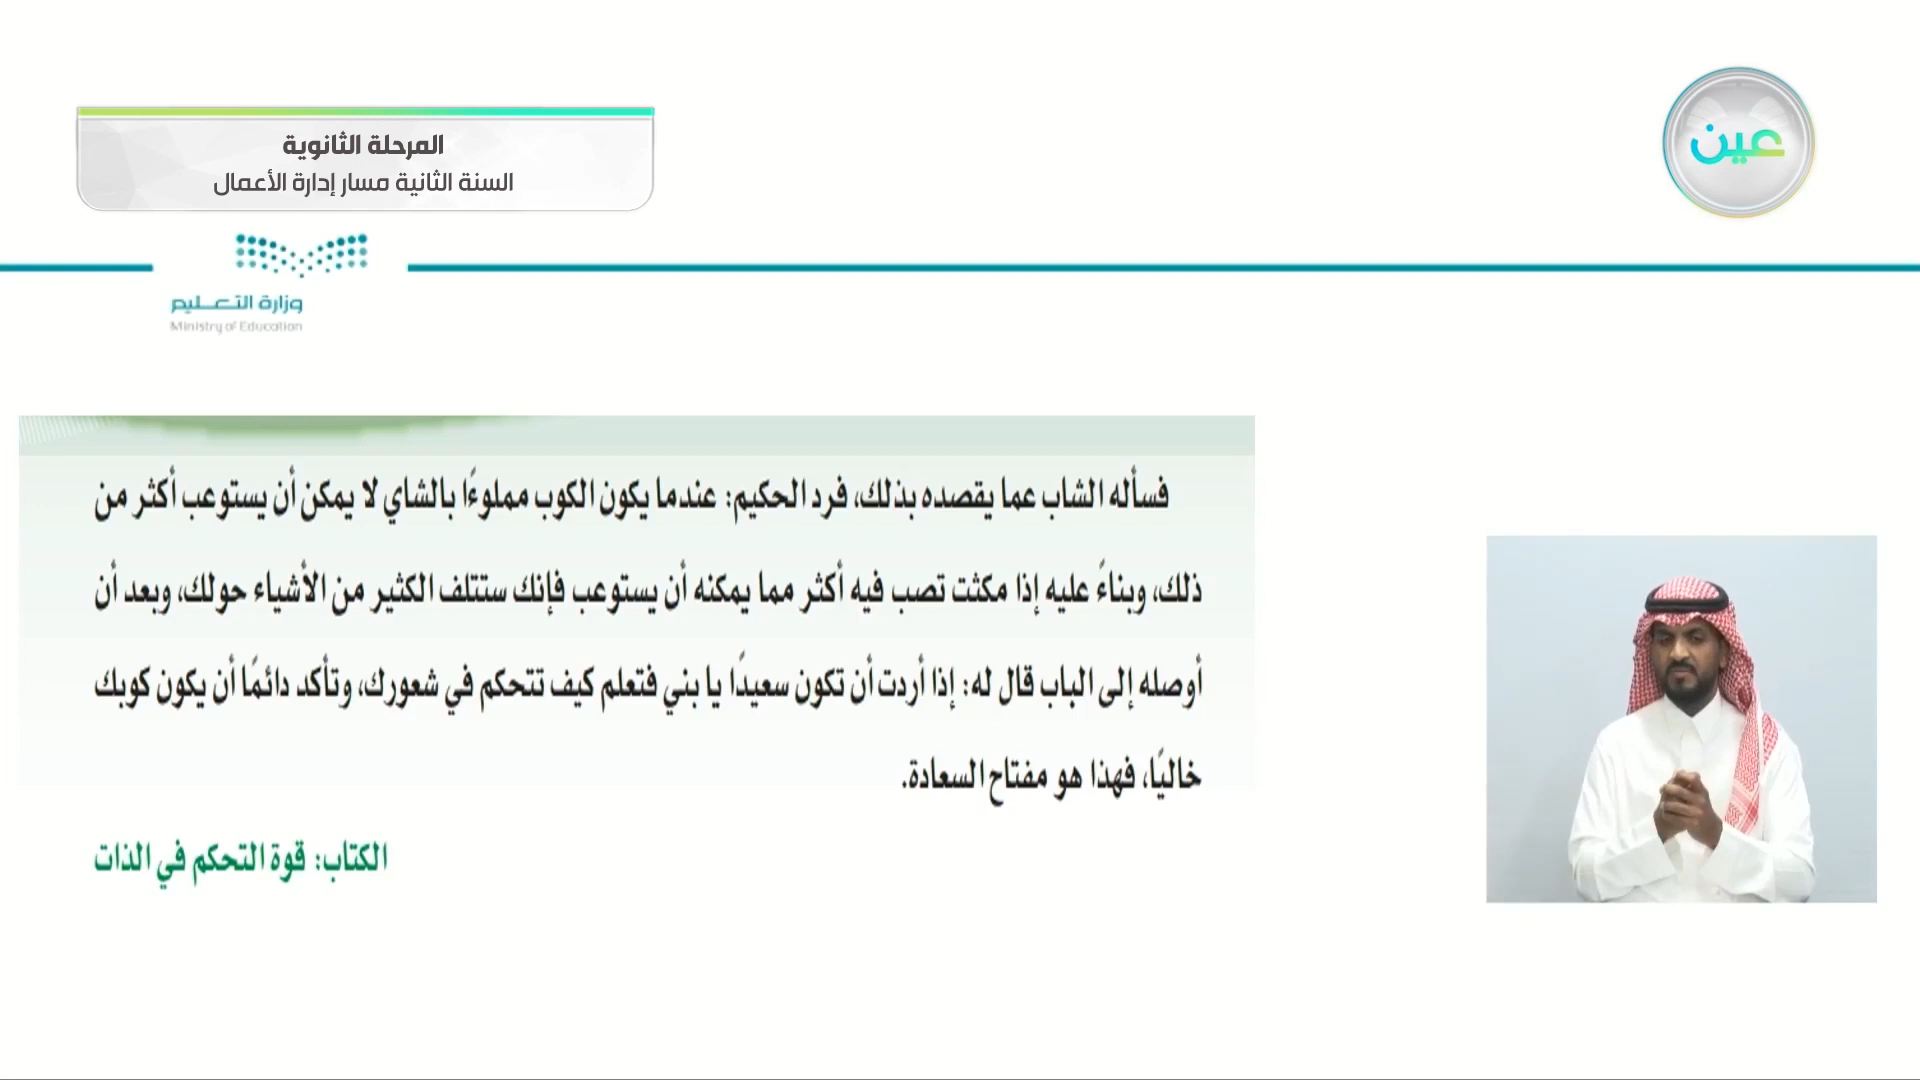 المرحلة الثانوية
السنة الثانية مسار إدارة الأعمال
عين
وزارة التعليم
Ministry of Education
فسأله الشاب عما يقصده بذلك، فرد الحكيم: عندما يكون الكوب مملوءًا بالشاي لا يمكن أن يستوعب أكثر من
ذلك، وبناءً عليه إذا مكثت تصب فيه أكثر مما يمكنه أن يستوعب فإنك ستتلف الكثير من الأشياء حولك، وبعد أن
أوصله إلى الباب قال له: إذا أردت أن تكون سعيدًا يا بني فتعلم كيف تتحكم في شعورك، وتأكد دائمًا أن يكون كوبك
خاليًا، فهذا هو مفتاح السعادة.
الكتاب: قوة التحكم في الذات